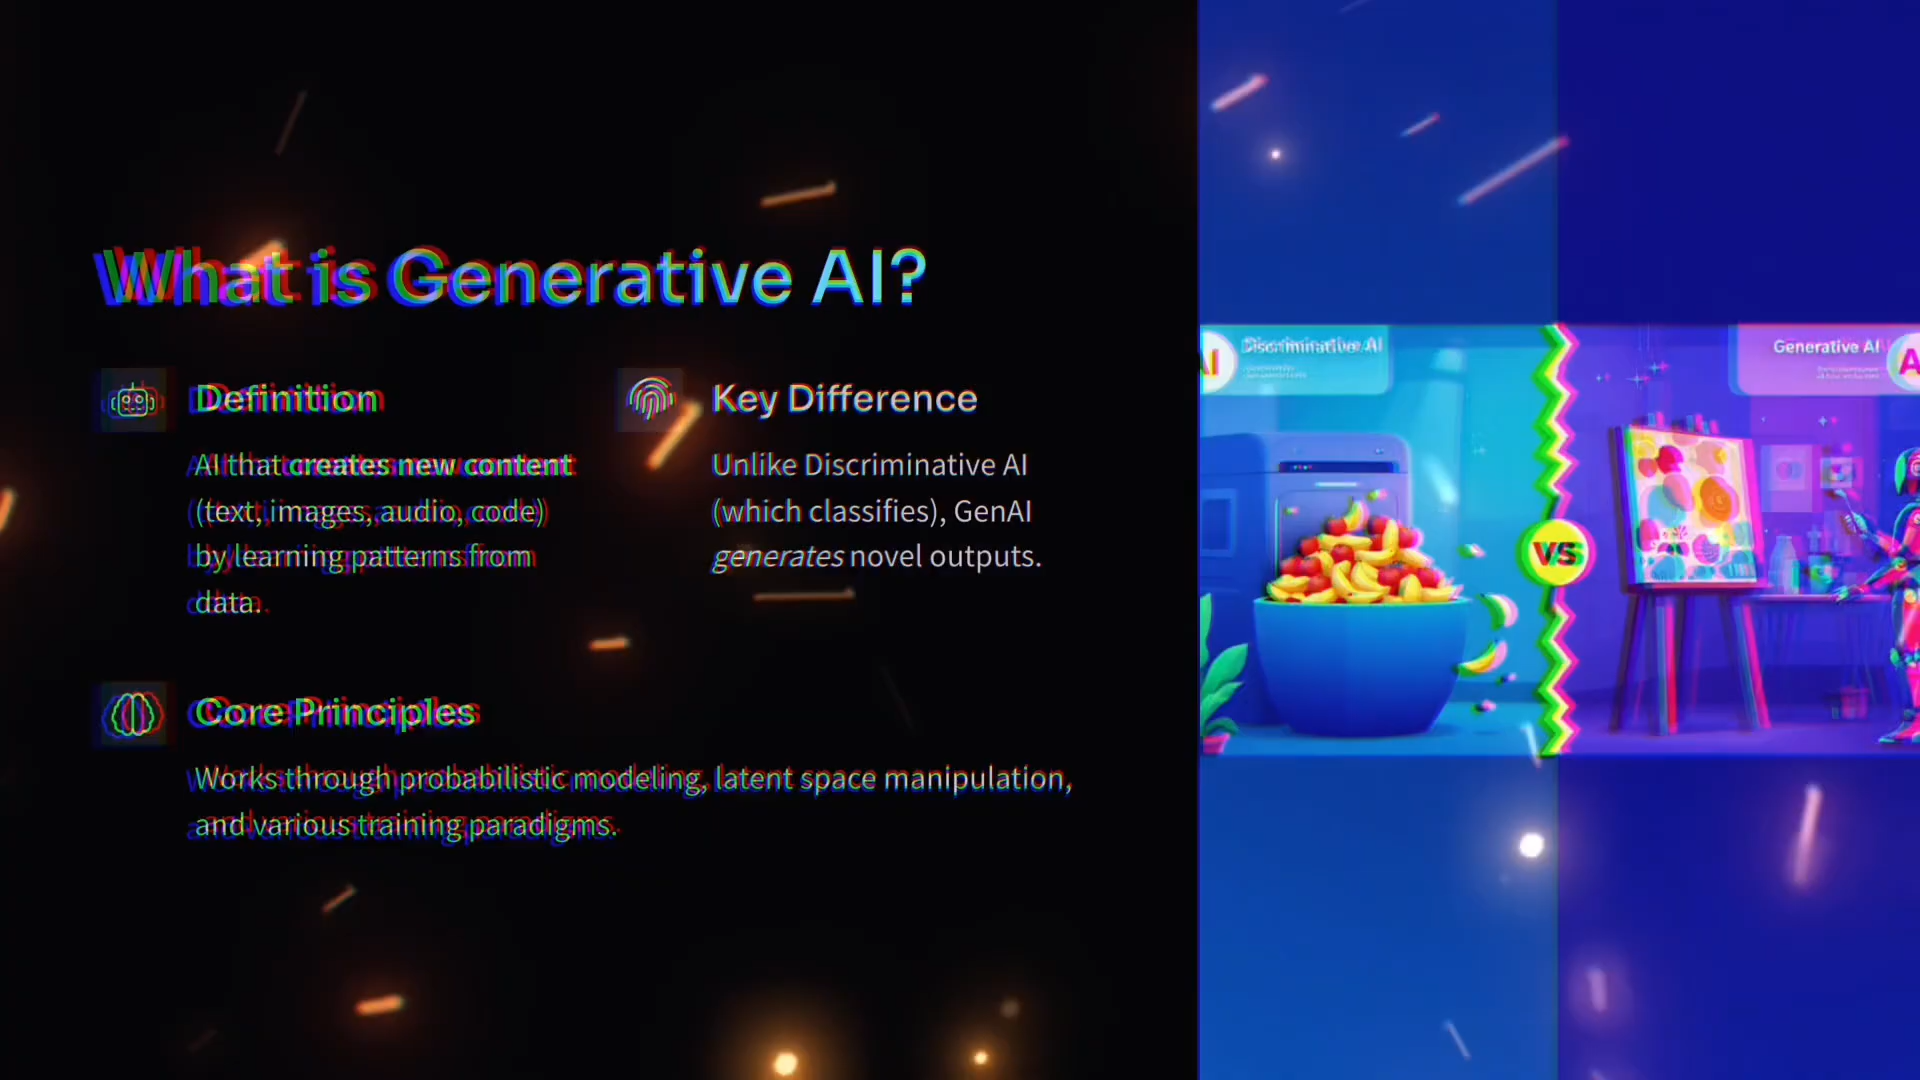 What is Generative AI?
Definition
AI that creates new content
(text, images, audio, code)
by learning patterns from
data.
Key Difference
Unlike Discriminative AI
(which classifies), GenAI
generates novel outputs.
Core Principles
Works through probabilistic modeling, latent space manipulation,
and various training paradigms.
AI
Discriminative AI
VS
Generative AI